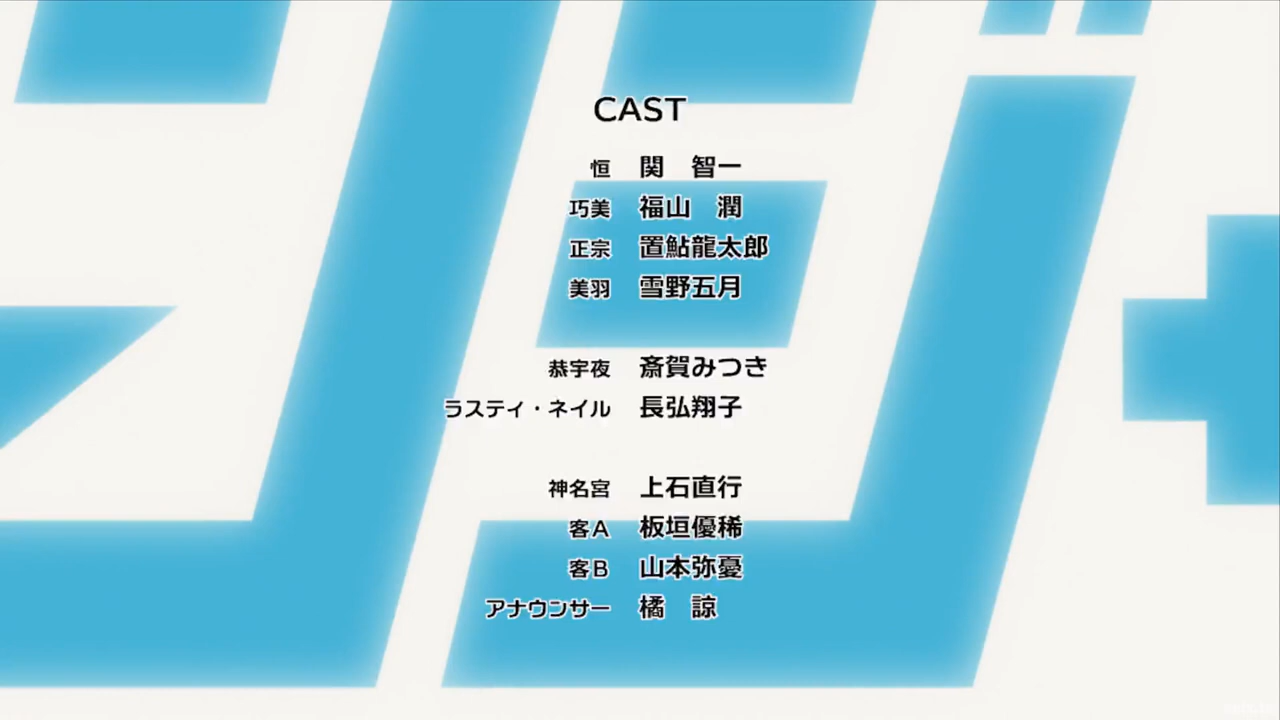 CAST
恒 関 智一
巧美 福山 潤
正宗 置鮎龍太郎
美羽 雪野五月
恭宇夜 斎賀みつき
ラスティ・ネイル 長弘翔子
神名宮 上石直行
客A 板垣優稀
客B 山本弥憂
アナウンサー 橘 諒